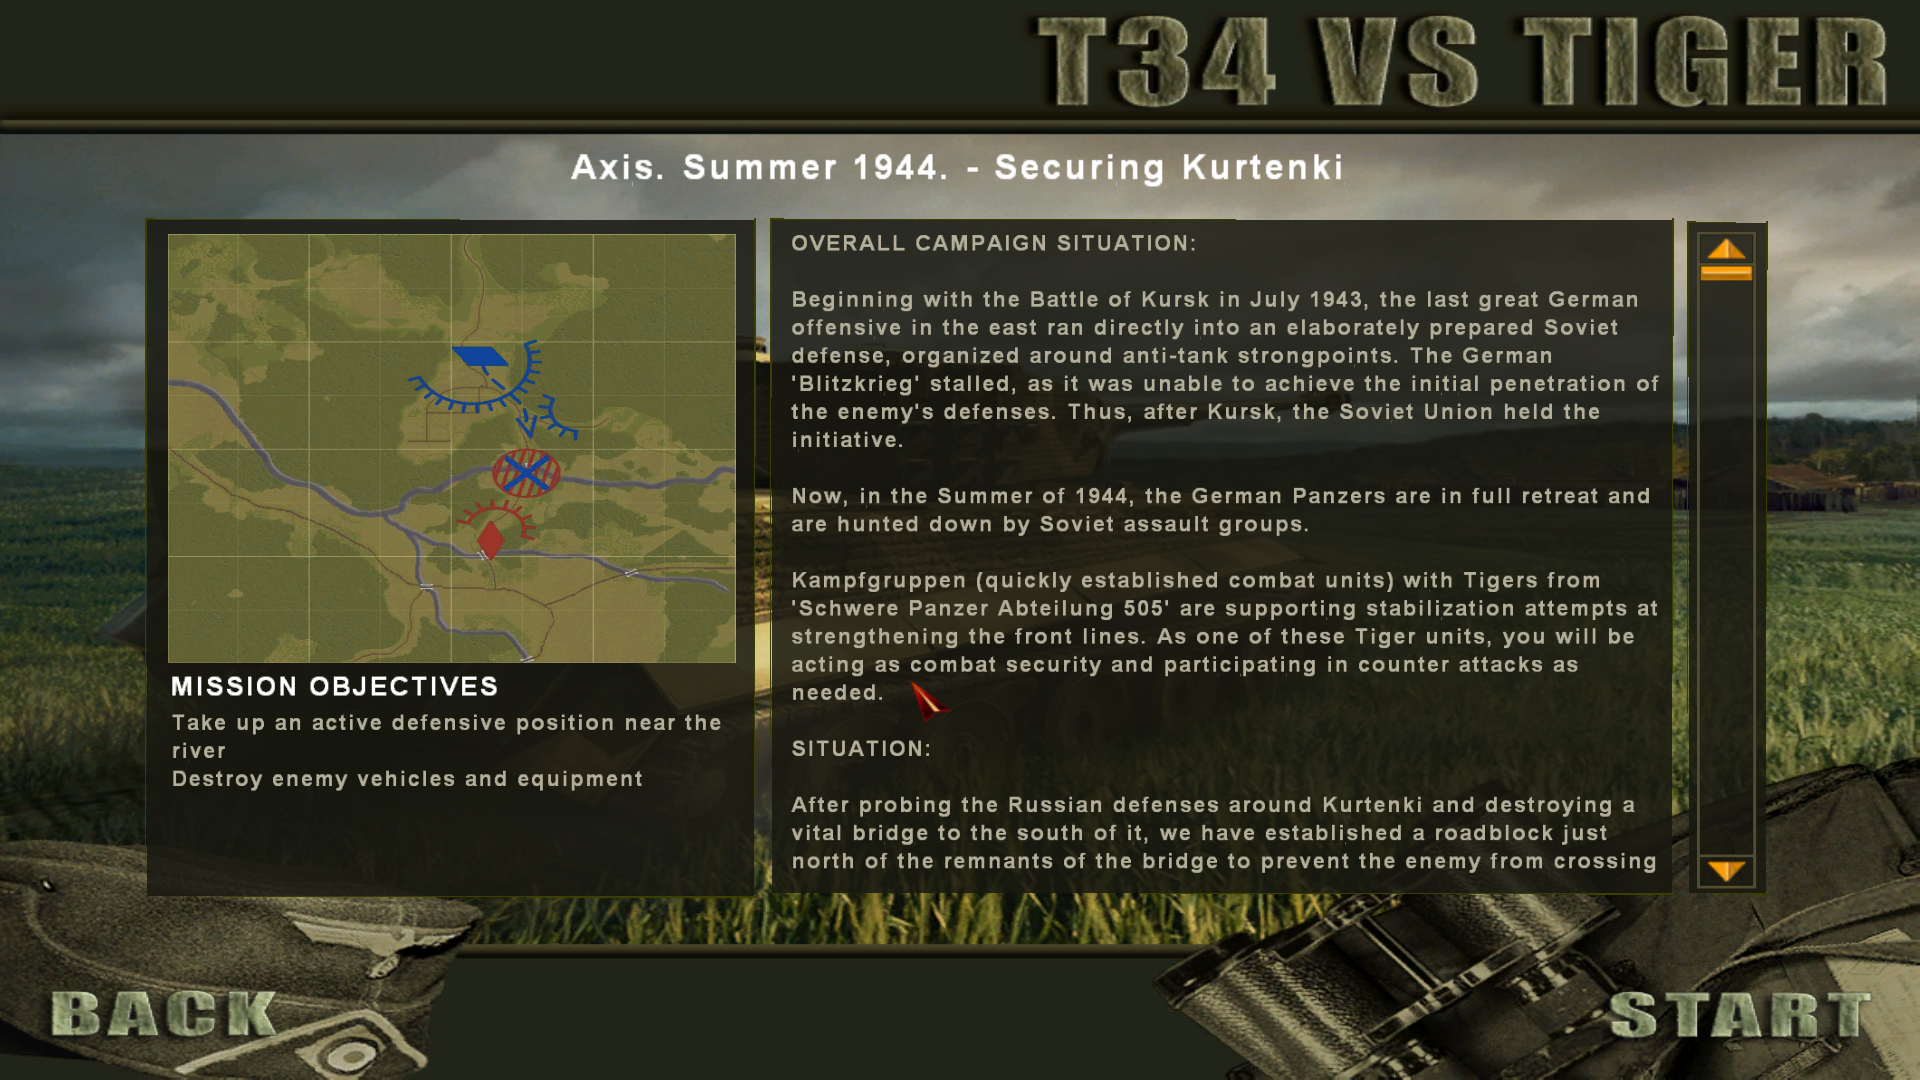 T34 VS TIGER
Axis. Summer 1944. - Securing Kurtenki
MISSION OBJECTIVES
Take up an active defensive position near the
river
Destroy enemy vehicles and equipment
OVERALL CAMPAIGN SITUATION:
Beginning with the Battle of Kursk in July 1943, the last great German
offensive in the east ran directly into an elaborately prepared Soviet
defense, organized around anti-tank strongpoints. The German
'Blitzkrieg' stalled, as it was unable to achieve the initial penetration of
the enemy's defenses. Thus, after Kursk, the Soviet Union held the
initiative.
Now, in the Summer of 1944, the German Panzers are in full retreat and
are hunted down by Soviet assault groups.
Kampfgruppen (quickly established combat units) with Tigers from
'Schwere Panzer Abteilung 505' are supporting stabilization attempts at
strengthening the front lines. As one of these Tiger units, you will be
acting as combat security and participating in counter attacks as
needed.
SITUATION:
After probing the Russian defenses around Kurtenki and destroying a
vital bridge to the south of it, we have established a roadblock just
north of the remnants of the bridge to prevent the enemy from crossing
BACK
START